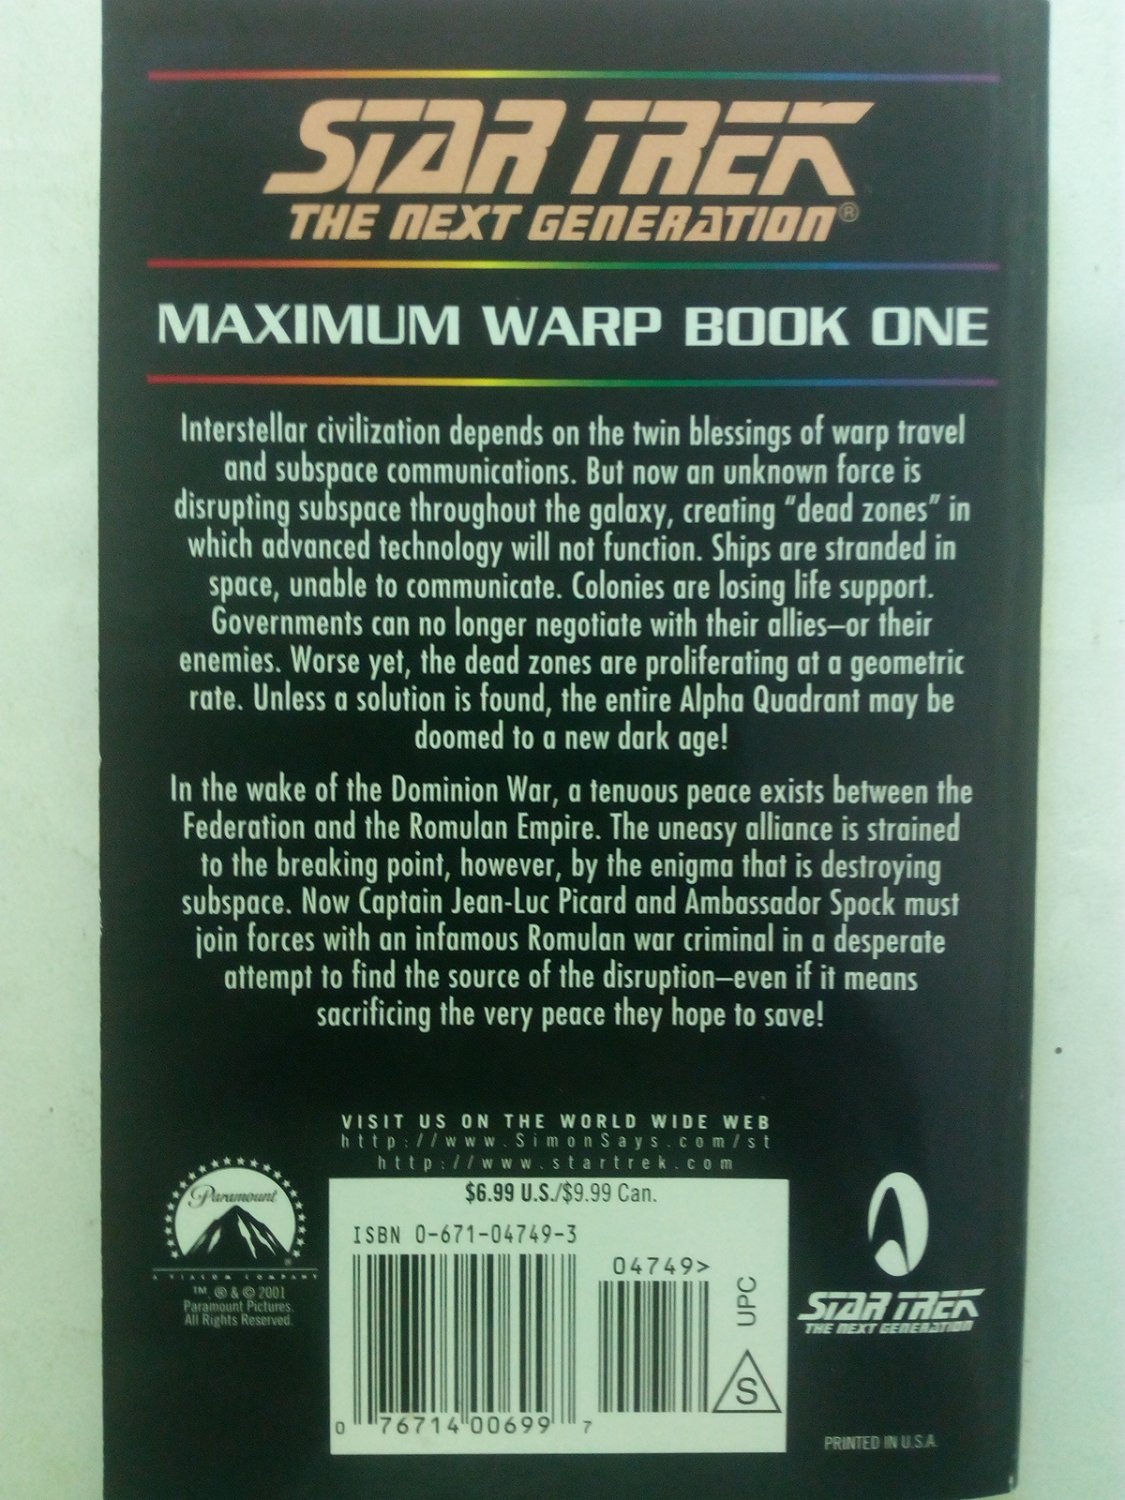 STAR TREK
THE NEXT GENERATION®
MAXIMUM WARP BOOK ONE
Interstellar civilization depends on the twin blessings of warp travel
and subspace communications. But now an unknown force is
disrupting subspace throughout the galaxy, creating "dead zones" in
which advanced technology will not function. Ships are stranded in
space, unable to communicate. Colonies are losing life support.
Governments can no longer negotiate with their allies—or their
enemies. Worse yet, the dead zones are proliferating at a geometric
rate. Unless a solution is found, the entire Alpha Quadrant may be
doomed to a new dark age!
In the wake of the Dominion War, a tenuous peace exists between the
Federation and the Romulan Empire. The uneasy alliance is strained
to the breaking point, however, by the enigma that is destroying
subspace. Now Captain Jean-Luc Picard and Ambassador Spock must
join forces with an infamous Romulan war criminal in a desperate
attempt to find the source of the disruption—even if it means
sacrificing the very peace they hope to save!
VISIT US ON THE WORLD WIDE WEB
http://www.SimonSays.com/st
http://www.startrek.com
$6.99 U.S./$9.99 Can.
ISBN 0-671-04749-3
04749>
UPC
S
0 76714 00699 7
Paramount
®
A VIACOM COMPANY
TM, ® & © 2001
Paramount Pictures.
All Rights Reserved.
STAR TREK
THE NEXT GENERATION
PRINTED IN U.S.A.